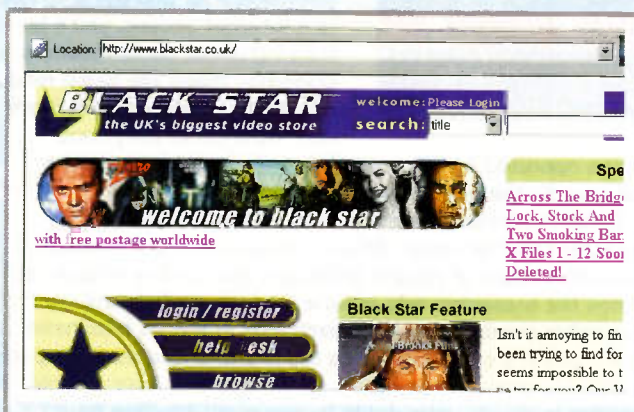 Location: http://www.blackstar.co.uk/
BLACK STAR
the UK's biggest video store
welcome: Please Login
search: title
welcome to black star
with free postage worldwide
Spe
Across The Bridg
Lock, Stock And
Two Smoking Bar
X Files 1 - 12 Soo
Deleted!
login / register
help esk
browse
Black Star Feature
Isn't it annoying to fin
been trying to find for
seems impossible to t